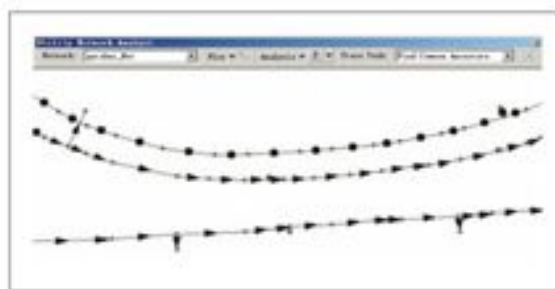 Utility Network Analyst
Network: Flow Analysis Trace Task: Find Common Ancestors